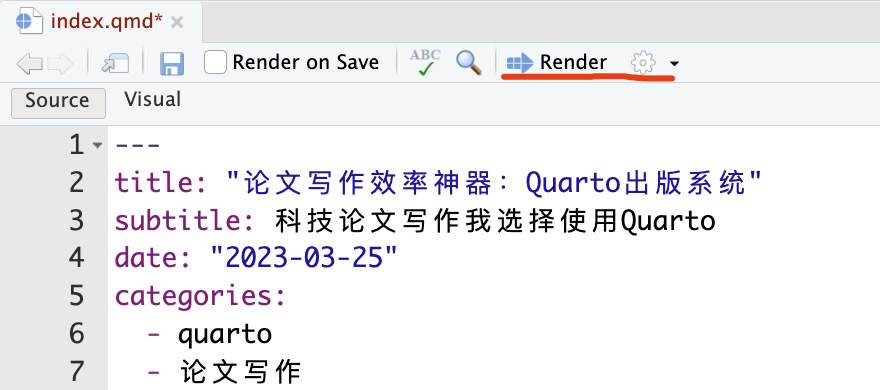 index.qmd*
Render on Save ABC Render
Source Visual
1 ---
2 title: "论文写作效率神器：Quarto出版系统"
3 subtitle: 科技论文写作我选择使用Quarto
4 date: "2023-03-25"
5 categories:
6   - quarto
7   - 论文写作